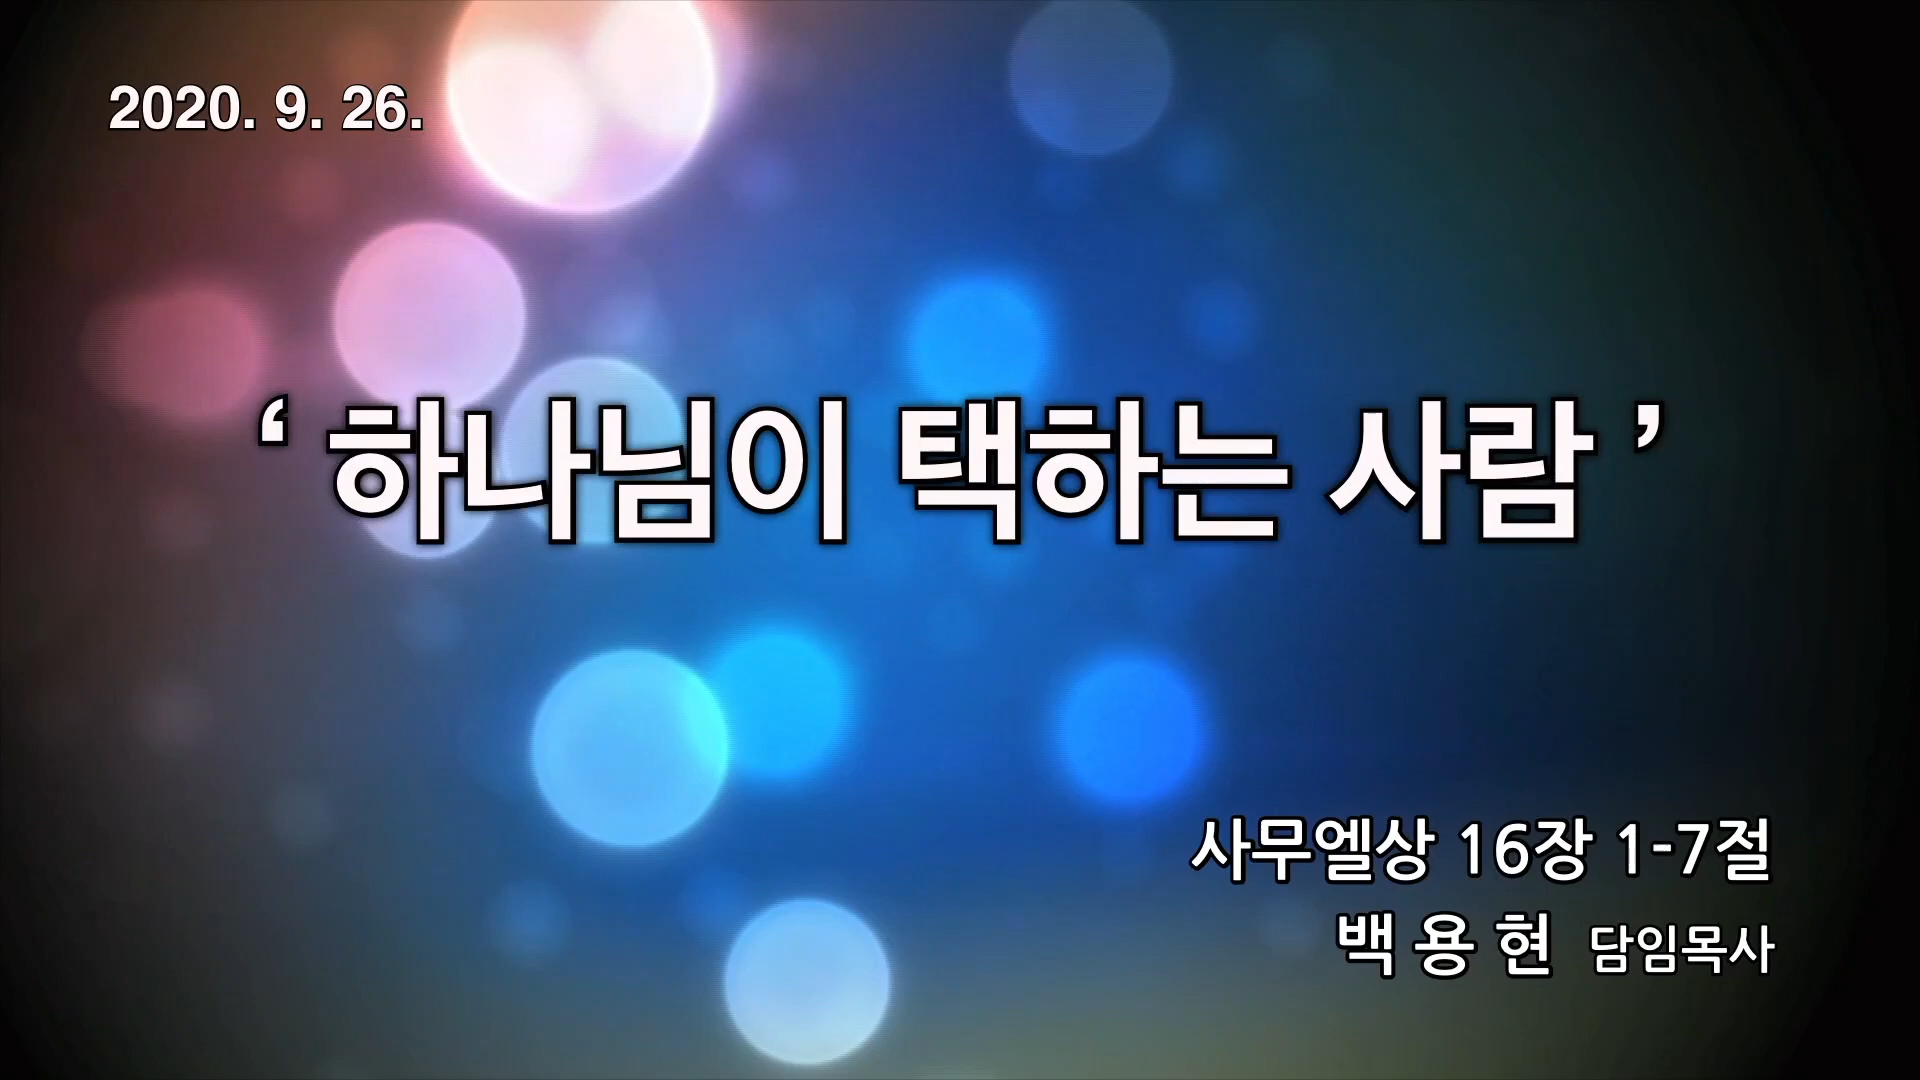 2020. 9. 26.
‘ 하나님이 택하는 사람 ’
사무엘상 16장 1-7절
백 용 현 담임목사